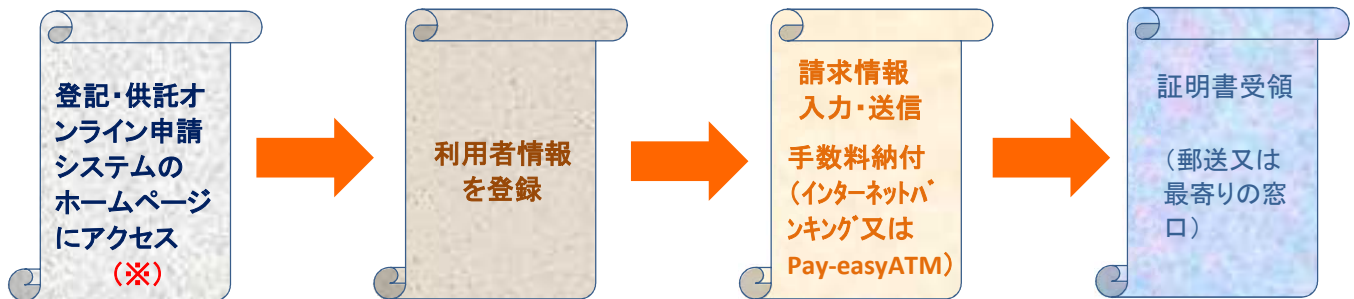 登記・供託オ
ンライン申請
システムの
ホームページ
にアクセス
（※）
利用者情報
を登録
請求情報
入力・送信
手数料納付
（ｲﾝﾀｰﾈｯﾄﾊﾞ
ﾝｷﾝｸﾞ又は
Pay-easyATM）
証明書受領
（郵送又は
最寄りの窓
口）